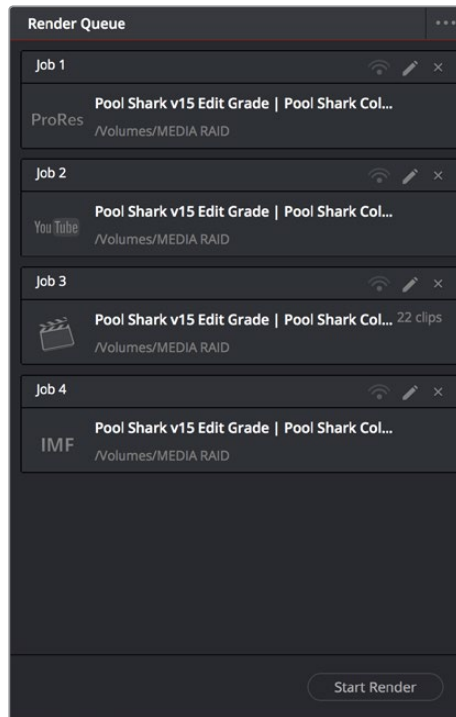 Render Queue
Job 1
ProRes
Pool Shark v15 Edit Grade | Pool Shark Col...
/Volumes/MEDIA RAID
Job 2
YouTube
Pool Shark v15 Edit Grade | Pool Shark Col...
/Volumes/MEDIA RAID
Job 3
Pool Shark v15 Edit Grade | Pool Shark Col... 22 clips
/Volumes/MEDIA RAID
Job 4
IMF
Pool Shark v15 Edit Grade | Pool Shark Col...
/Volumes/MEDIA RAID
Start Render